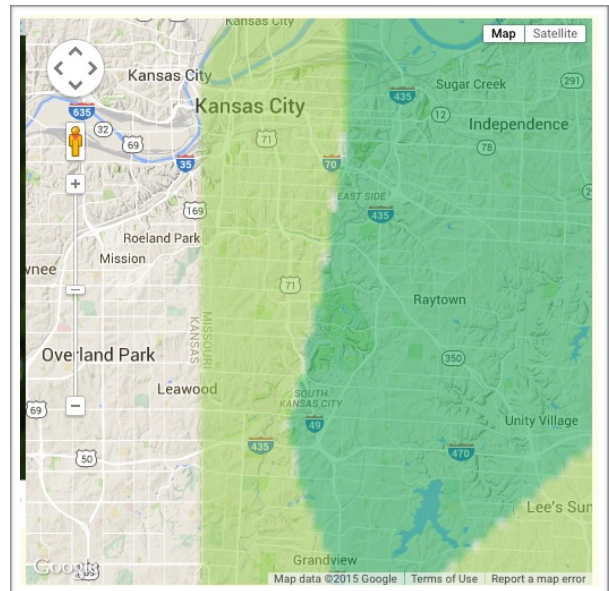 Kansas City
Map Satellite
Kansas City
Sugar Creek
291
435
635
Kansas City
12
Independence
32
69
71
78
35
70
EAST SIDE
169
435
Roeland Park
Mission
wnee
71
Raytown
MISSOURI
KANSAS
Overland Park
350
Leawood
SOUTH
KANSAS CITY
69
49
Unity Village
435
470
50
Lee's Sum
Grandview
Google
Map data ©2015 Google Terms of Use Report a map error